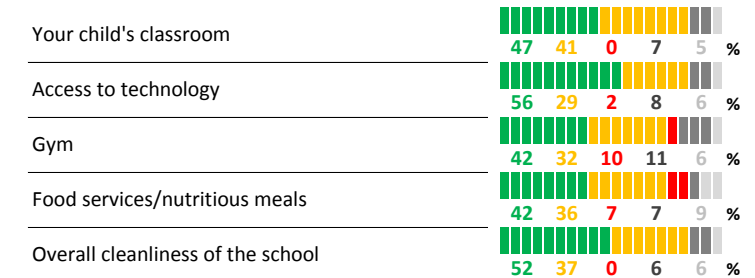 Your child's classroom
47 41 0 7 5 %
Access to technology
56 29 2 8 6 %
Gym
42 32 10 11 6 %
Food services/nutritious meals
42 36 7 7 9 %
Overall cleanliness of the school
52 37 0 6 6 %